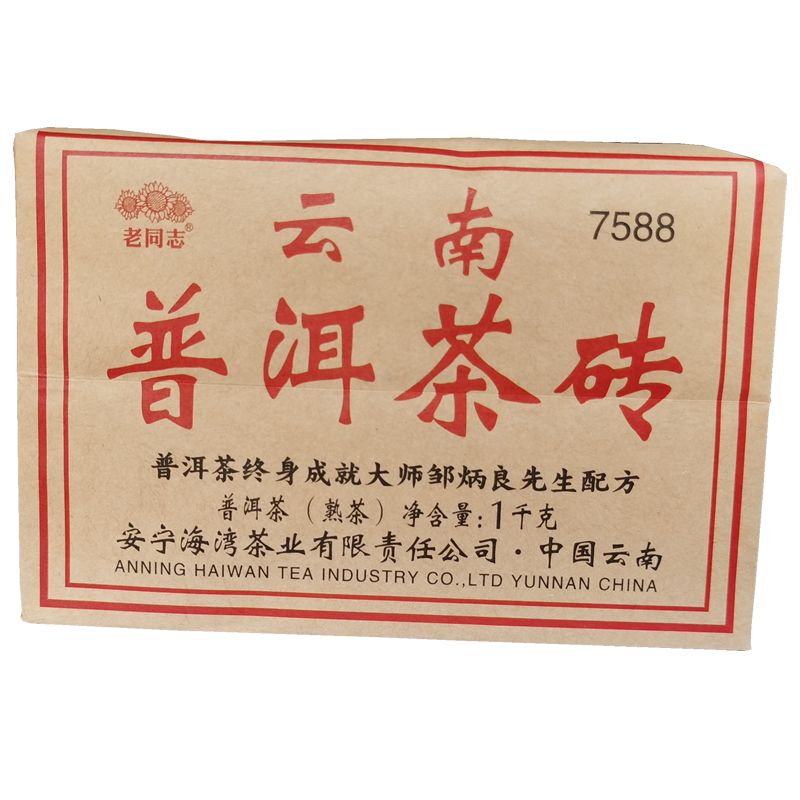 老同志®
云南
7588
普洱茶砖
普洱茶终身成就大师邹炳良先生配方
普洱茶（熟茶）净含量:1千克
安宁海湾茶业有限责任公司·中国云南
ANNING HAIWAN TEA INDUSTRY CO.,LTD YUNNAN CHINA